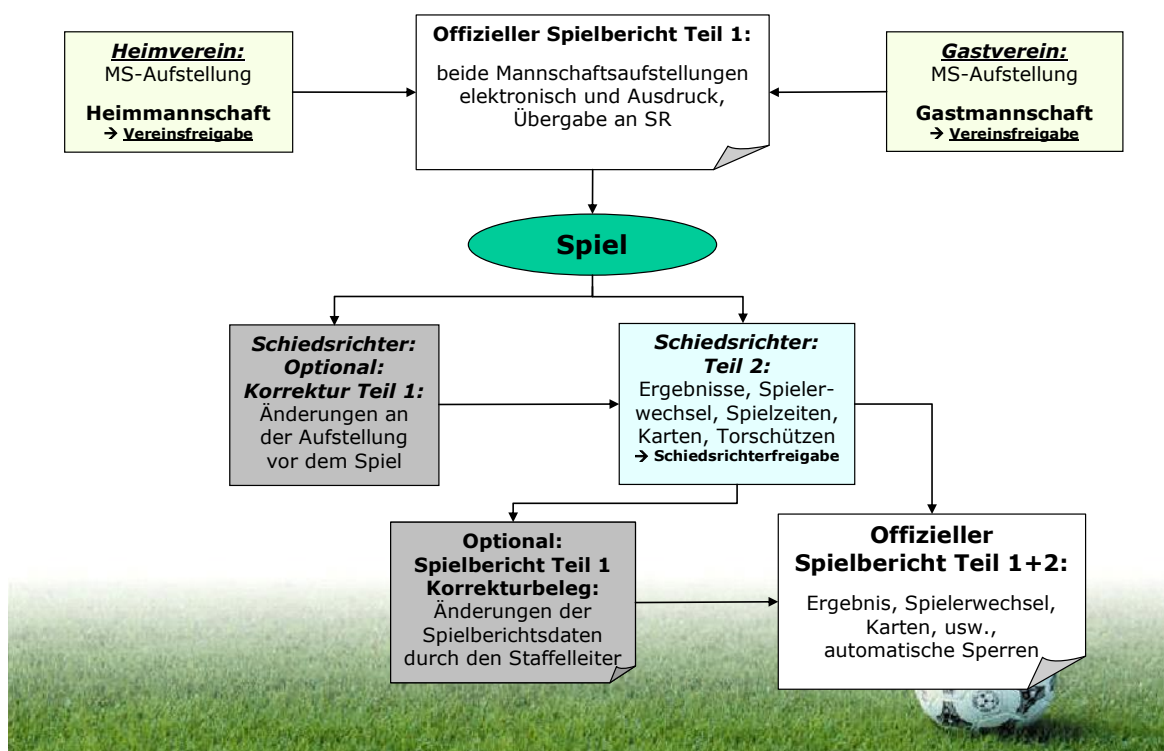 Heimverein:
MS-Aufstellung
Heimmannschaft
→ Vereinsfreigabe
Offizieller Spielbericht Teil 1:
beide Mannschaftsaufstellungen
elektronisch und Ausdruck,
Übergabe an SR
Gastverein:
MS-Aufstellung
Gastmannschaft
→ Vereinsfreigabe
Spiel
Schiedsrichter:
Optional:
Korrektur Teil 1:
Änderungen an
der Aufstellung
vor dem Spiel
Schiedsrichter:
Teil 2:
Ergebnisse, Spieler-
wechsel, Spielzeiten,
Karten, Torschützen
→ Schiedsrichterfreigabe
Optional:
Spielbericht Teil 1
Korrekturbeleg:
Änderungen der
Spielberichtsdaten
durch den Staffelleiter
Offizieller
Spielbericht Teil 1+2:
Ergebnis, Spielerwechsel,
Karten, usw.,
automatische Sperren